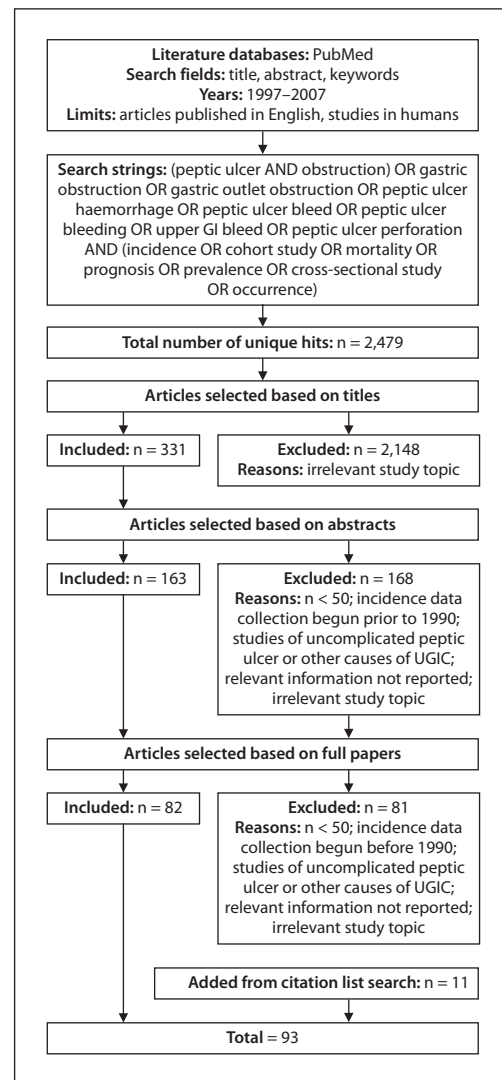 Literature databases: PubMed
Search fields: title, abstract, keywords
Years: 1997–2007
Limits: articles published in English, studies in humans
Search strings: (peptic ulcer AND obstruction) OR gastric
obstruction OR gastric outlet obstruction OR peptic ulcer
haemorrhage OR peptic ulcer bleed OR peptic ulcer
bleeding OR upper GI bleed OR peptic ulcer perforation
AND (incidence OR cohort study OR mortality OR
prognosis OR prevalence OR cross-sectional study
OR occurrence)
Total number of unique hits: n = 2,479
Articles selected based on titles
Included: n = 331
Excluded: n = 2,148
Reasons: irrelevant study topic
Articles selected based on abstracts
Included: n = 163
Excluded: n = 168
Reasons: n < 50; incidence data
collection begun prior to 1990;
studies of uncomplicated peptic
ulcer or other causes of UGIC;
relevant information not reported;
irrelevant study topic
Articles selected based on full papers
Included: n = 82
Excluded: n = 81
Reasons: n < 50; incidence data
collection begun before 1990;
studies of uncomplicated peptic
ulcer or other causes of UGIC;
relevant information not reported;
irrelevant study topic
Added from citation list search: n = 11
Total = 93